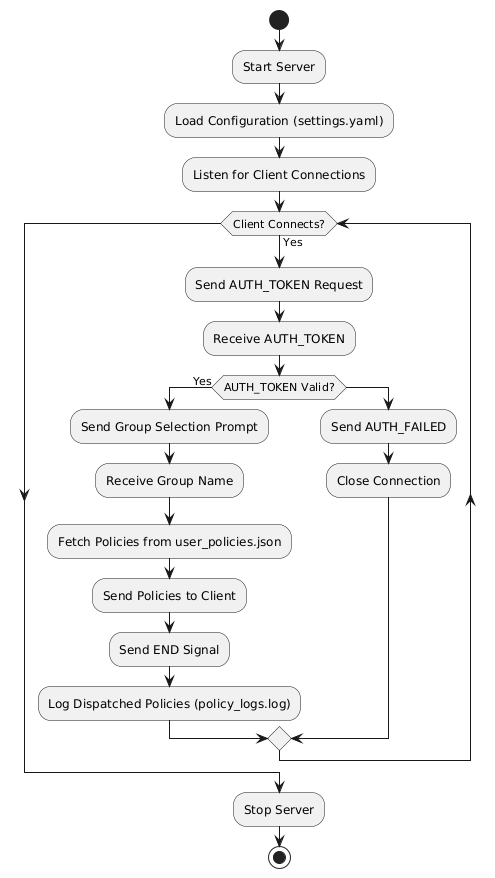 Start Server
Load Configuration (settings.yaml)
Listen for Client Connections
Client Connects?
Yes
Send AUTH_TOKEN Request
Receive AUTH_TOKEN
AUTH_TOKEN Valid?
Yes
Send Group Selection Prompt
Receive Group Name
Fetch Policies from user_policies.json
Send Policies to Client
Send END Signal
Log Dispatched Policies (policy_logs.log)
Send AUTH_FAILED
Close Connection
Stop Server